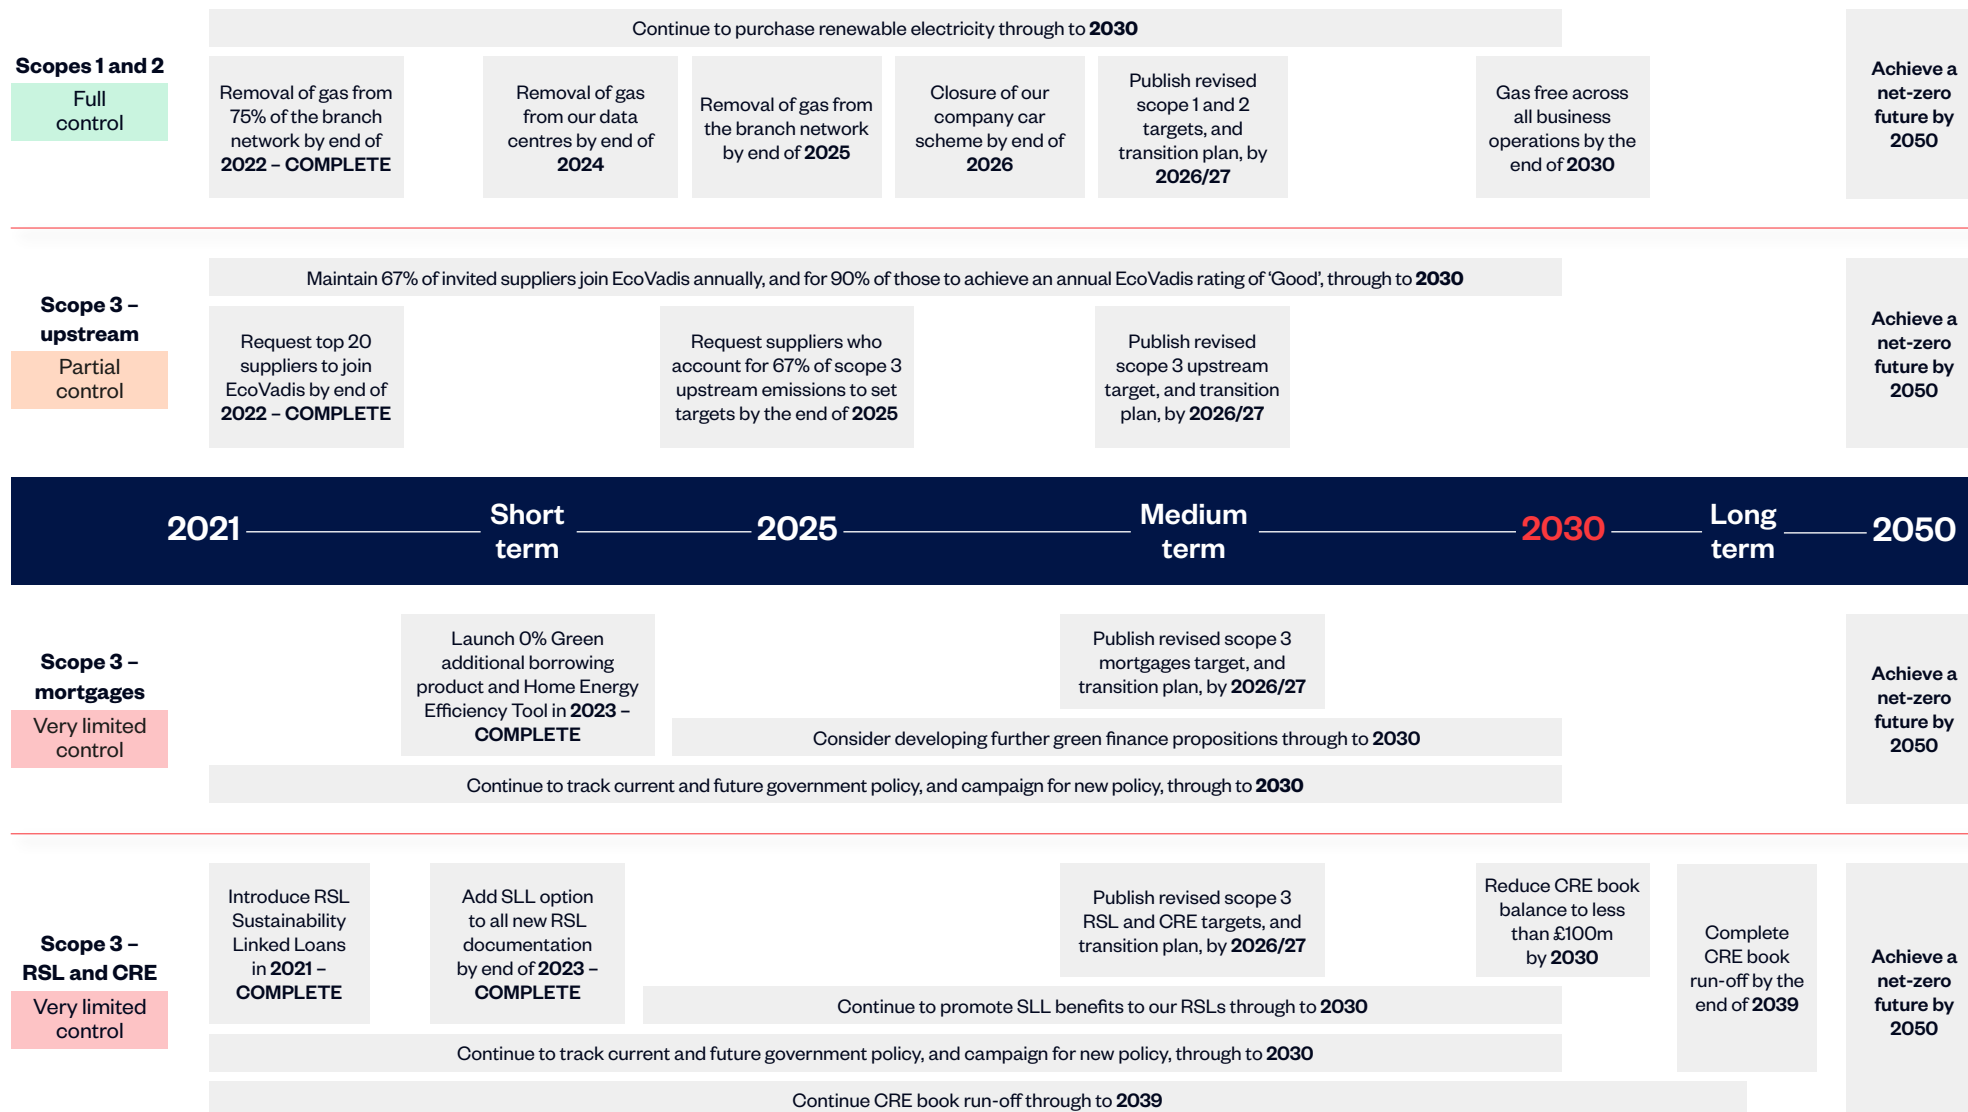 Continue to purchase renewable electricity through to 2030
Scopes 1 and 2
Full
control
Removal of gas from
75% of the branch
network by end of
2022 – COMPLETE
Removal of gas
from our data
centres by end of
2024
Removal of gas from
the branch network
by end of 2025
Closure of our
company car
scheme by end of
2026
Publish revised
scope 1 and 2
targets, and
transition plan, by
2026/27
Gas free across
all business
operations by the
end of 2030
Achieve a
net-zero
future by
2050
Maintain 67% of invited suppliers join EcoVadis annually, and for 90% of those to achieve an annual EcoVadis rating of ‘Good’, through to 2030
Scope 3 –
upstream
Partial
control
Request top 20
suppliers to join
EcoVadis by end of
2022 – COMPLETE
Request suppliers who
account for 67% of scope 3
upstream emissions to set
targets by the end of 2025
Publish revised
scope 3 upstream
target, and transition
plan, by 2026/27
Achieve a
net-zero
future by
2050
2021
Short
term
2025
Medium
term
2030
Long
term
2050
Scope 3 –
mortgages
Very limited
control
Launch 0% Green
additional borrowing
product and Home Energy
Efficiency Tool in 2023 –
COMPLETE
Publish revised scope 3
mortgages target, and
transition plan, by 2026/27
Consider developing further green finance propositions through to 2030
Continue to track current and future government policy, and campaign for new policy, through to 2030
Achieve a
net-zero
future by
2050
Scope 3 –
RSL and CRE
Very limited
control
Introduce RSL
Sustainability
Linked Loans
in 2021 –
COMPLETE
Add SLL option
to all new RSL
documentation
by end of 2023 –
COMPLETE
Publish revised scope 3
RSL and CRE targets, and
transition plan, by 2026/27
Reduce CRE book
balance to less
than £100m
by 2030
Complete
CRE book
run-off by the
end of 2039
Continue to promote SLL benefits to our RSLs through to 2030
Continue to track current and future government policy, and campaign for new policy, through to 2030
Continue CRE book run-off through to 2039
Achieve a
net-zero
future by
2050